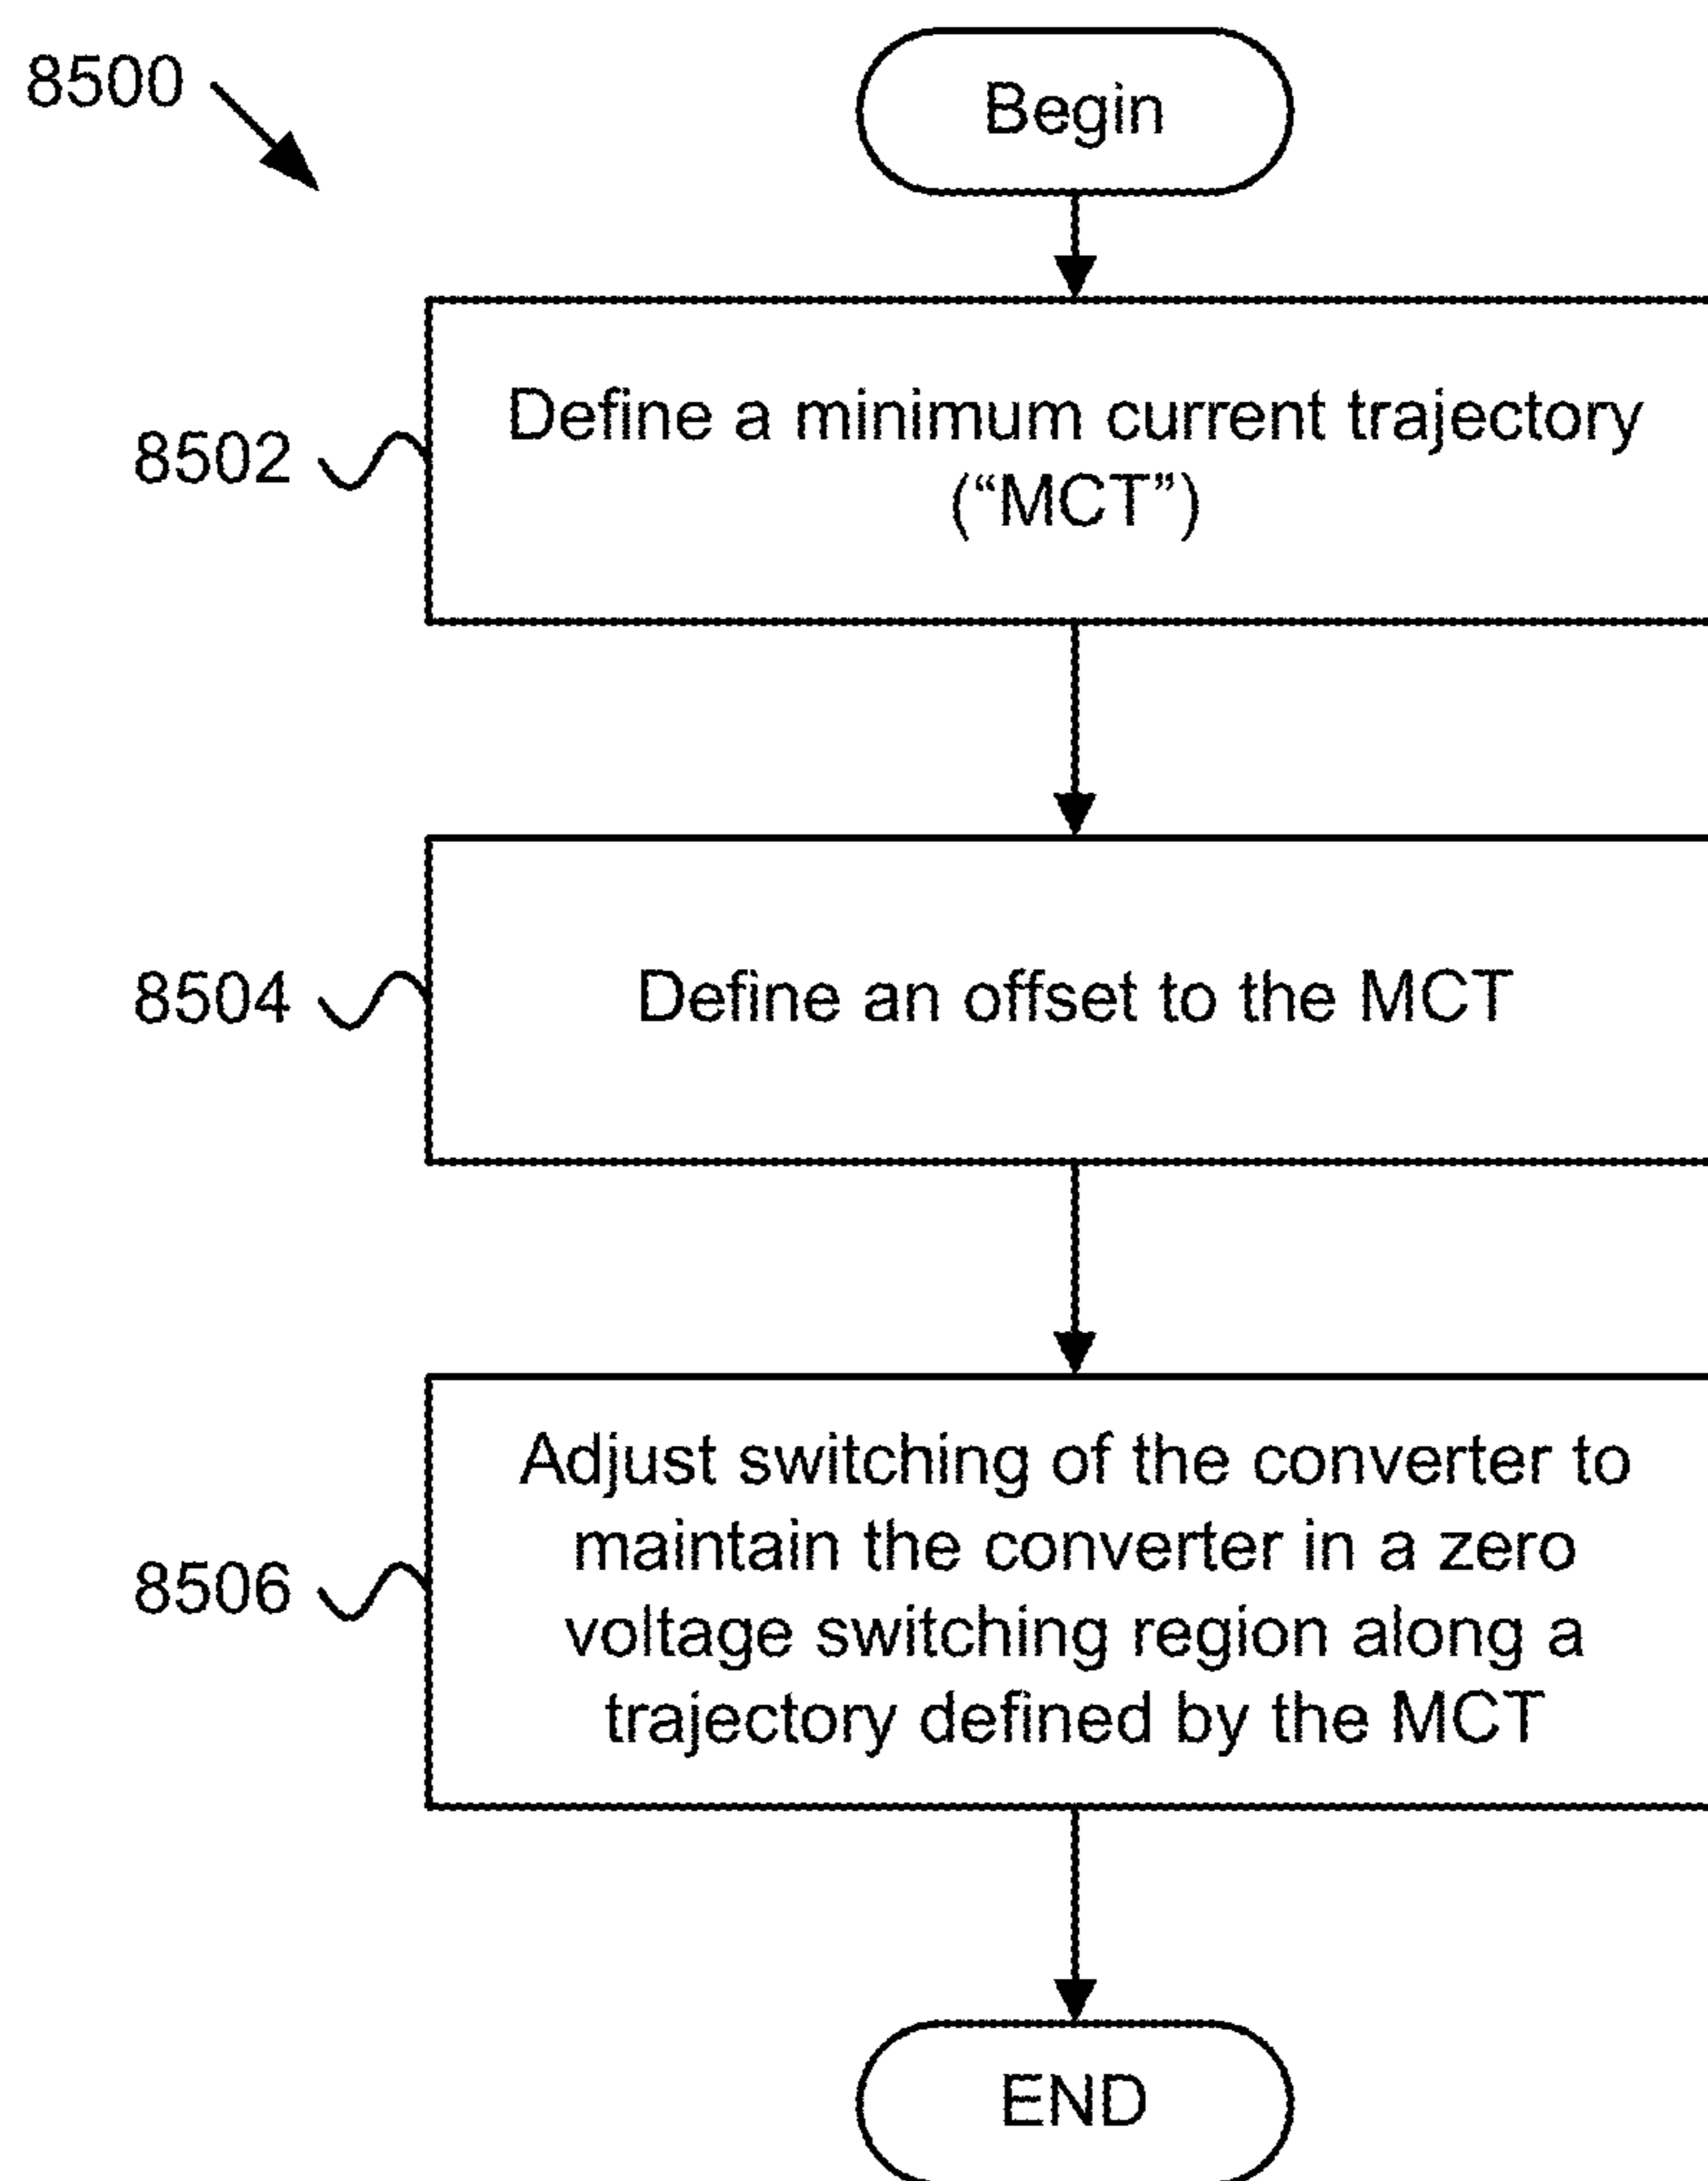 8500
Begin
8502
Define a minimum current trajectory
(“MCT”)
8504
Define an offset to the MCT
8506
Adjust switching of the converter to
maintain the converter in a zero
voltage switching region along a
trajectory defined by the MCT
END